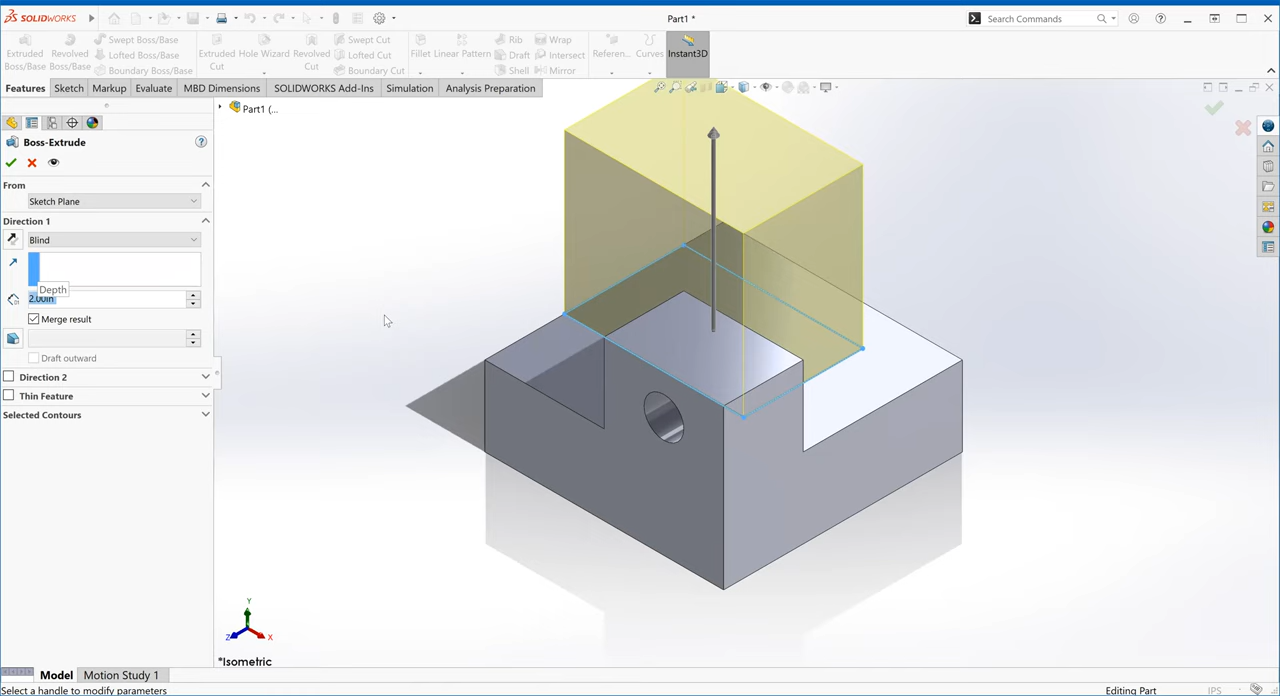 SOLIDWORKS
Part1 *
Search Commands
Extruded Boss/Base
Revolved Boss/Base
Swept Boss/Base
Lofted Boss/Base
Boundary Boss/Base
Extruded Cut
Hole Wizard
Revolved Cut
Swept Cut
Lofted Cut
Boundary Cut
Fillet
Linear Pattern
Rib
Draft
Shell
Wrap
Intersect
Mirror
Referen...
Curves
Instant3D
Features
Sketch
Markup
Evaluate
MBD Dimensions
SOLIDWORKS Add-Ins
Simulation
Analysis Preparation
Part1 (...
Boss-Extrude
From
Sketch Plane
Direction 1
Blind
Depth
2.00in
Merge result
Draft outward
Direction 2
Thin Feature
Selected Contours
Y
Z
X
*Isometric
Model
Motion Study 1
Select a handle to modify parameters
Editing Part
IPS